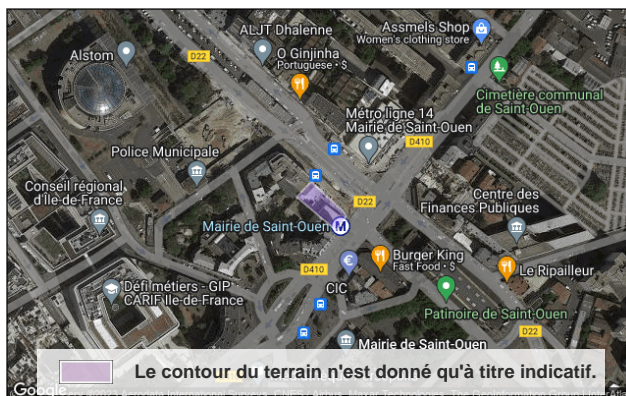 ALJT Dhalenne
Assmels Shop
Women's clothing store
Alstom
D22
O Ginjinha
Portuguese • $
Cimetière communal
de Saint-Ouen
Métro ligne 14
Mairie de Saint-Ouen
D410
Police Municipale
Conseil régional
d'Île-de-France
D22
Centre des
Finances Publiques
Mairie de Saint-Ouen
M
Burger King
Fast Food • $
Le Ripailleur
D410
CIC
Défi métiers - GIP
CARIF Ile-de-France
Patinoire de Saint-Ouen
D22
Mairie de Saint-Ouen
Le contour du terrain n'est donné qu'à titre indicatif.
Google